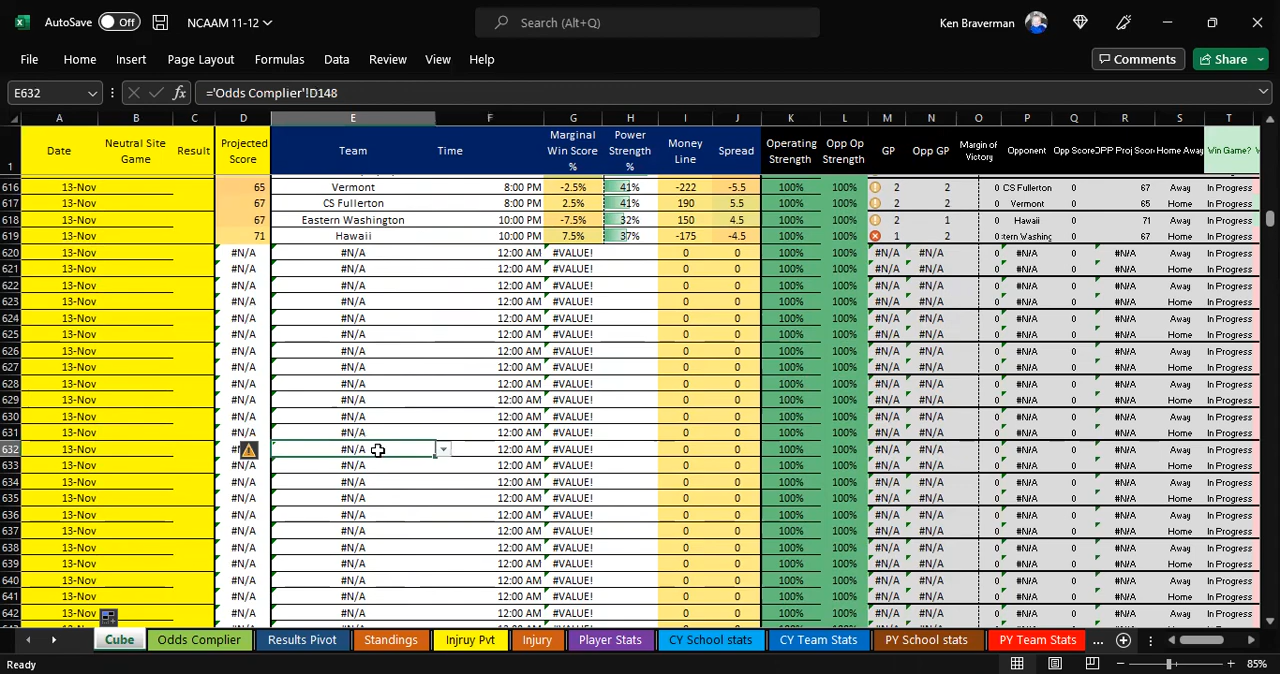 AutoSave Off NCAAM 11-12 Search (Alt+Q) Ken Braverman
File Home Insert Page Layout Formulas Data Review View Help Comments Share
E632 fx ='Odds Complier'!D148
A B C D E F G H I J K L M N O P Q R S T
1 Date Neutral Site Game Result Projected Score Team Time Marginal Win Score % Power Strength % Money Line Spread Operating Strength Opp Op Strength GP Opp GP Margin of Victory Opponent Opp Score OPP Proj Score Home Away Win Game?
616 13-Nov 65 Vermont 8:00 PM -2.5% 41% -222 -5.5 100% 100% 2 2 0 CS Fullerton 0 67 Away In Progress
617 13-Nov 67 CS Fullerton 8:00 PM 2.5% 41% 190 5.5 100% 100% 2 2 0 Vermont 0 65 Home In Progress
618 13-Nov 67 Eastern Washington 10:00 PM -7.5% 32% 150 4.5 100% 100% 2 1 0 Hawaii 0 71 Away In Progress
619 13-Nov 71 Hawaii 10:00 PM 7.5% 37% -175 -4.5 100% 100% 1 2 0 tern Washing 0 67 Home In Progress
620 13-Nov #N/A #N/A 12:00 AM #VALUE! 0 0 100% 100% #N/A #N/A 0 #N/A 0 #N/A Away In Progress
621 13-Nov #N/A #N/A 12:00 AM #VALUE! 0 0 100% 100% #N/A #N/A 0 #N/A 0 #N/A Home In Progress
622 13-Nov #N/A #N/A 12:00 AM #VALUE! 0 0 100% 100% #N/A #N/A 0 #N/A 0 #N/A Away In Progress
623 13-Nov #N/A #N/A 12:00 AM #VALUE! 0 0 100% 100% #N/A #N/A 0 #N/A 0 #N/A Home In Progress
624 13-Nov #N/A #N/A 12:00 AM #VALUE! 0 0 100% 100% #N/A #N/A 0 #N/A 0 #N/A Away In Progress
625 13-Nov #N/A #N/A 12:00 AM #VALUE! 0 0 100% 100% #N/A #N/A 0 #N/A 0 #N/A Home In Progress
626 13-Nov #N/A #N/A 12:00 AM #VALUE! 0 0 100% 100% #N/A #N/A 0 #N/A 0 #N/A Away In Progress
627 13-Nov #N/A #N/A 12:00 AM #VALUE! 0 0 100% 100% #N/A #N/A 0 #N/A 0 #N/A Home In Progress
628 13-Nov #N/A #N/A 12:00 AM #VALUE! 0 0 100% 100% #N/A #N/A 0 #N/A 0 #N/A Away In Progress
629 13-Nov #N/A #N/A 12:00 AM #VALUE! 0 0 100% 100% #N/A #N/A 0 #N/A 0 #N/A Home In Progress
630 13-Nov #N/A #N/A 12:00 AM #VALUE! 0 0 100% 100% #N/A #N/A 0 #N/A 0 #N/A Away In Progress
631 13-Nov #N/A #N/A 12:00 AM #VALUE! 0 0 100% 100% #N/A #N/A 0 #N/A 0 #N/A Home In Progress
632 13-Nov #N/A 12:00 AM #VALUE! 0 0 100% 100% #N/A #N/A 0 #N/A 0 #N/A Away In Progress
633 13-Nov #N/A #N/A 12:00 AM #VALUE! 0 0 100% 100% #N/A #N/A 0 #N/A 0 #N/A Home In Progress
634 13-Nov #N/A #N/A 12:00 AM #VALUE! 0 0 100% 100% #N/A #N/A 0 #N/A 0 #N/A Away In Progress
635 13-Nov #N/A #N/A 12:00 AM #VALUE! 0 0 100% 100% #N/A #N/A 0 #N/A 0 #N/A Home In Progress
636 13-Nov #N/A #N/A 12:00 AM #VALUE! 0 0 100% 100% #N/A #N/A 0 #N/A 0 #N/A Away In Progress
637 13-Nov #N/A #N/A 12:00 AM #VALUE! 0 0 100% 100% #N/A #N/A 0 #N/A 0 #N/A Home In Progress
638 13-Nov #N/A #N/A 12:00 AM #VALUE! 0 0 100% 100% #N/A #N/A 0 #N/A 0 #N/A Away In Progress
639 13-Nov #N/A #N/A 12:00 AM #VALUE! 0 0 100% 100% #N/A #N/A 0 #N/A 0 #N/A Home In Progress
640 13-Nov #N/A #N/A 12:00 AM #VALUE! 0 0 100% 100% #N/A #N/A 0 #N/A 0 #N/A Away In Progress
641 13-Nov #N/A #N/A 12:00 AM #VALUE! 0 0 100% 100% #N/A #N/A 0 #N/A 0 #N/A Home In Progress
642 13-Nov #N/A #N/A 12:00 AM #VALUE! 0 0 100% 100% #N/A #N/A 0 #N/A 0 #N/A Away In Progress
Cube Odds Complier Results Pivot Standings Injruy Pvt Injury Player Stats CY School stats CY Team Stats PY School stats PY Team Stats ...
Ready 85%